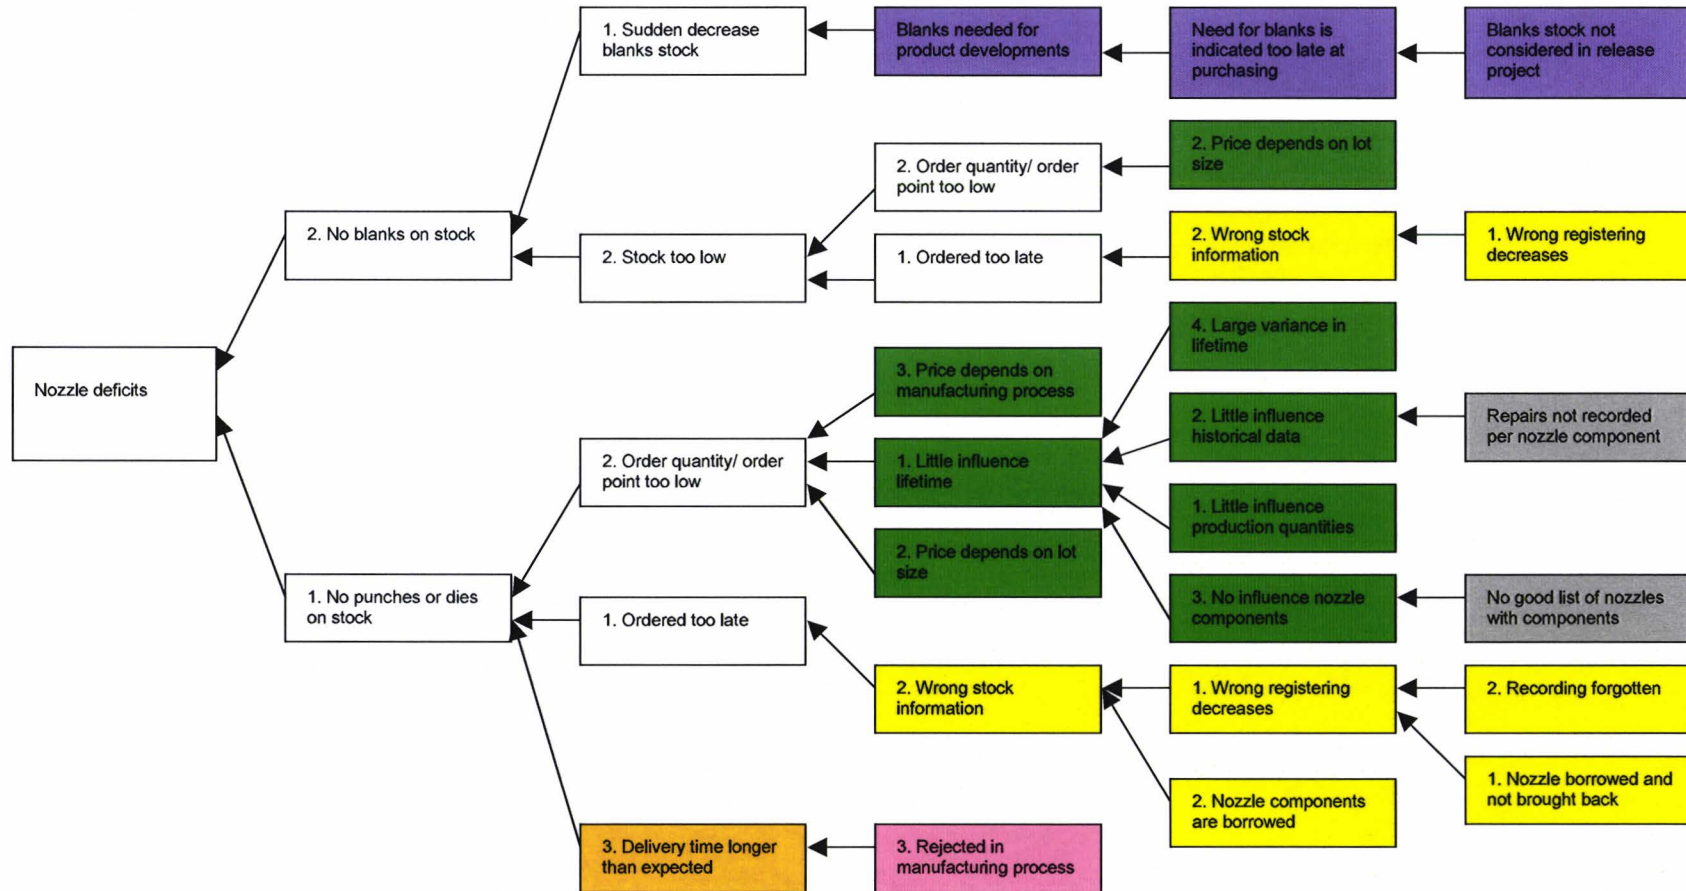 1. Sudden decrease
blanks stock
Blanks needed for
product developments
Need for blanks is
indicated too late at
purchasing
Blanks stock not
considered in release
project
2. Price depends on lot
size
2. Order quantity/ order
point too low
2. No blanks on stock
2. Stock too low
1. Ordered too late
2. Wrong stock
information
1. Wrong registering
decreases
4. Large variance in
lifetime
Nozzle deficits
3. Price depends on
manufacturing process
2. Little influence
historical data
Repairs not recorded
per nozzle component
2. Order quantity/ order
point too low
1. Little influence
lifetime
1. Little influence
production quantities
2. Price depends on lot
size
1. No punches or dies
on stock
1. Ordered too late
3. No influence nozzle
components
No good list of nozzles
with components
2. Wrong stock
information
1. Wrong registering
decreases
2. Recording forgotten
2. Nozzle components
are borrowed
1. Nozzle borrowed and
not brought back
3. Delivery time longer
than expected
3. Rejected in
manufacturing process